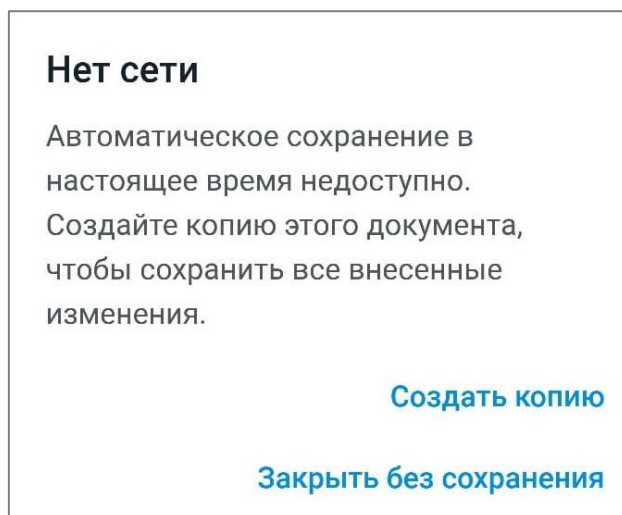 Нет сети
Автоматическое сохранение в
настоящее время недоступно.
Создайте копию этого документа,
чтобы сохранить все внесенные
изменения.
Создать копию
Закрыть без сохранения